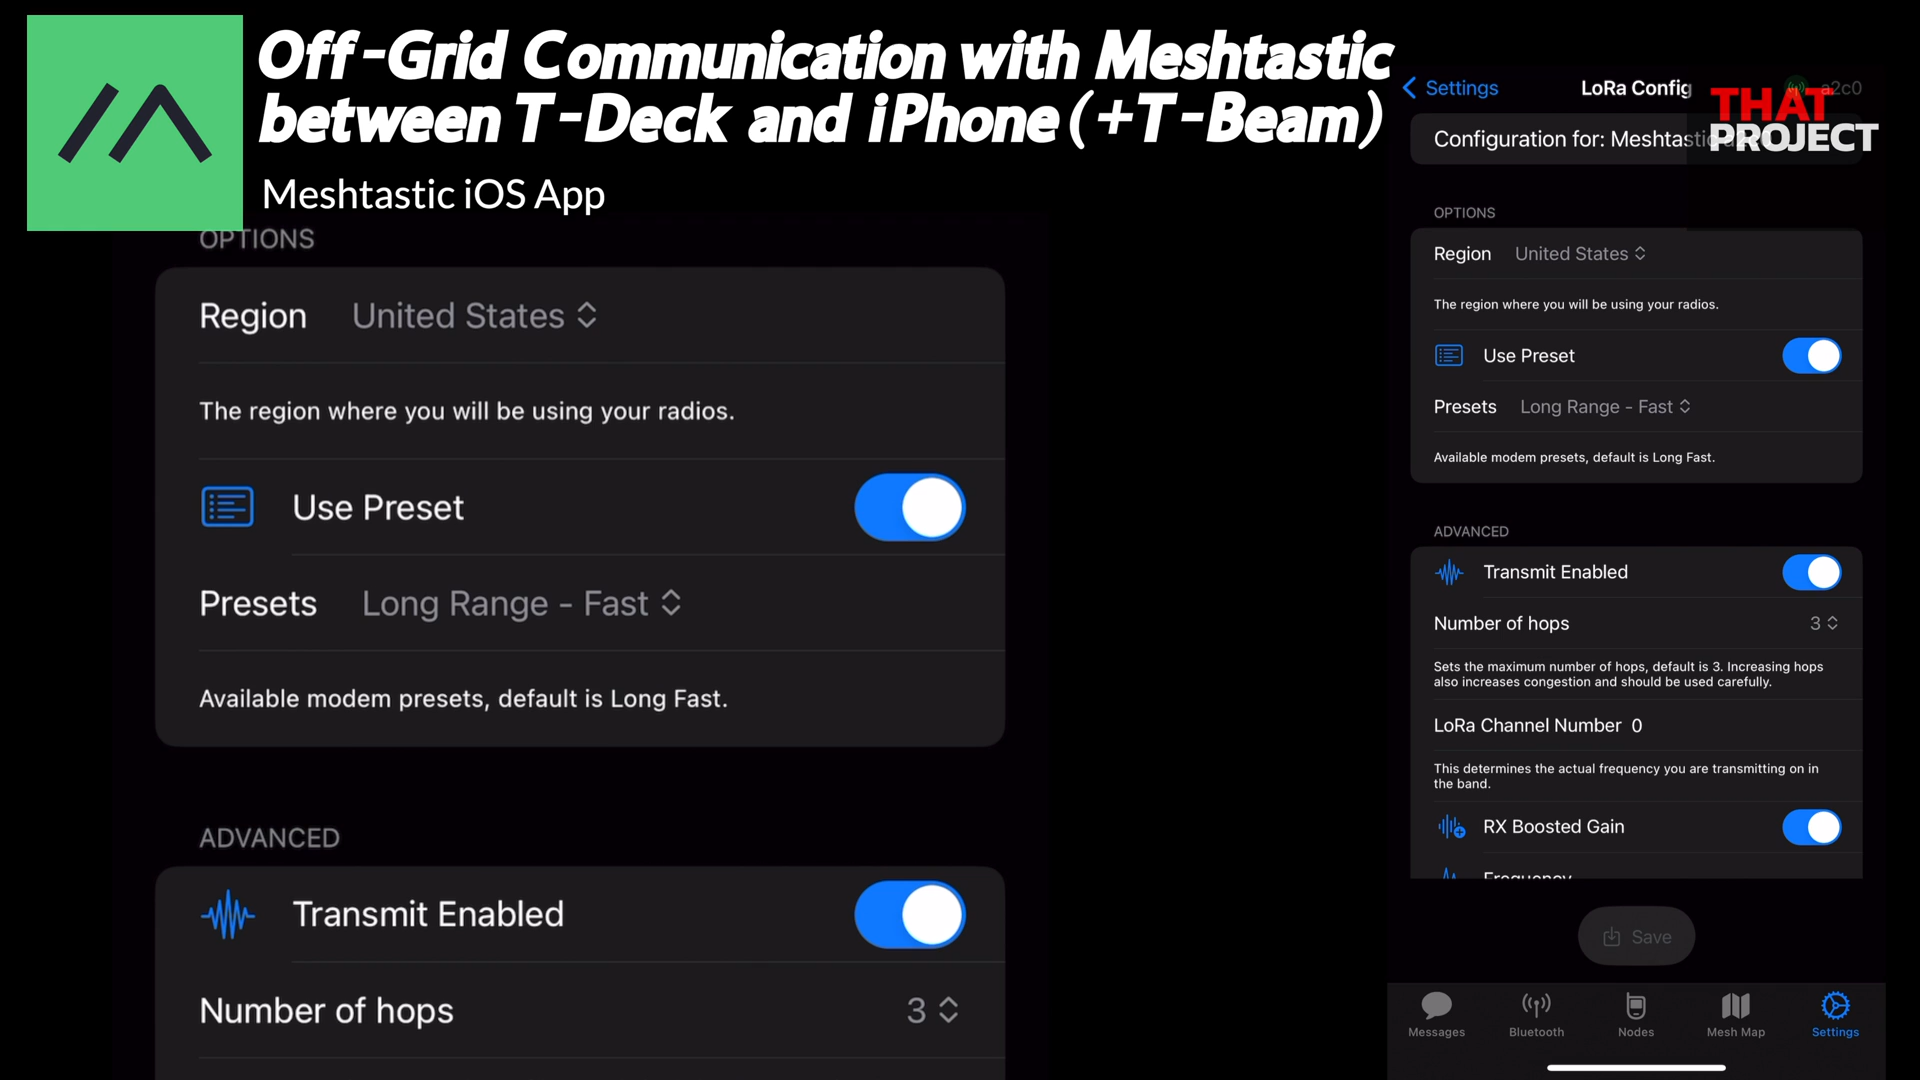 Off-Grid Communication with Meshtastic
between T-Deck and iPhone(+T-Beam)
Meshtastic iOS App
OPTIONS
Region United States
The region where you will be using your radios.
Use Preset
Presets Long Range - Fast
Available modem presets, default is Long Fast.
ADVANCED
Transmit Enabled
Number of hops 3
Settings LoRa Config a2c0
THAT
PROJECT
Configuration for: Meshtastic a2c0
OPTIONS
Region United States
The region where you will be using your radios.
Use Preset
Presets Long Range - Fast
Available modem presets, default is Long Fast.
ADVANCED
Transmit Enabled
Number of hops 3
Sets the maximum number of hops, default is 3. Increasing hops
also increases congestion and should be used carefully.
LoRa Channel Number 0
This determines the actual frequency you are transmitting on in
the band.
RX Boosted Gain
Frequency
Save
Messages Bluetooth Nodes Mesh Map Settings